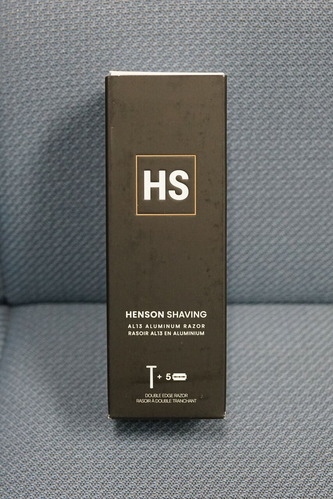 HS
HENSON SHAVING
AL13 ALUMINUM RAZOR
RASOIR AL13 EN ALUMINIUM
+ 5
DOUBLE EDGE RAZOR
RASOIR À DOUBLE TRANCHANT